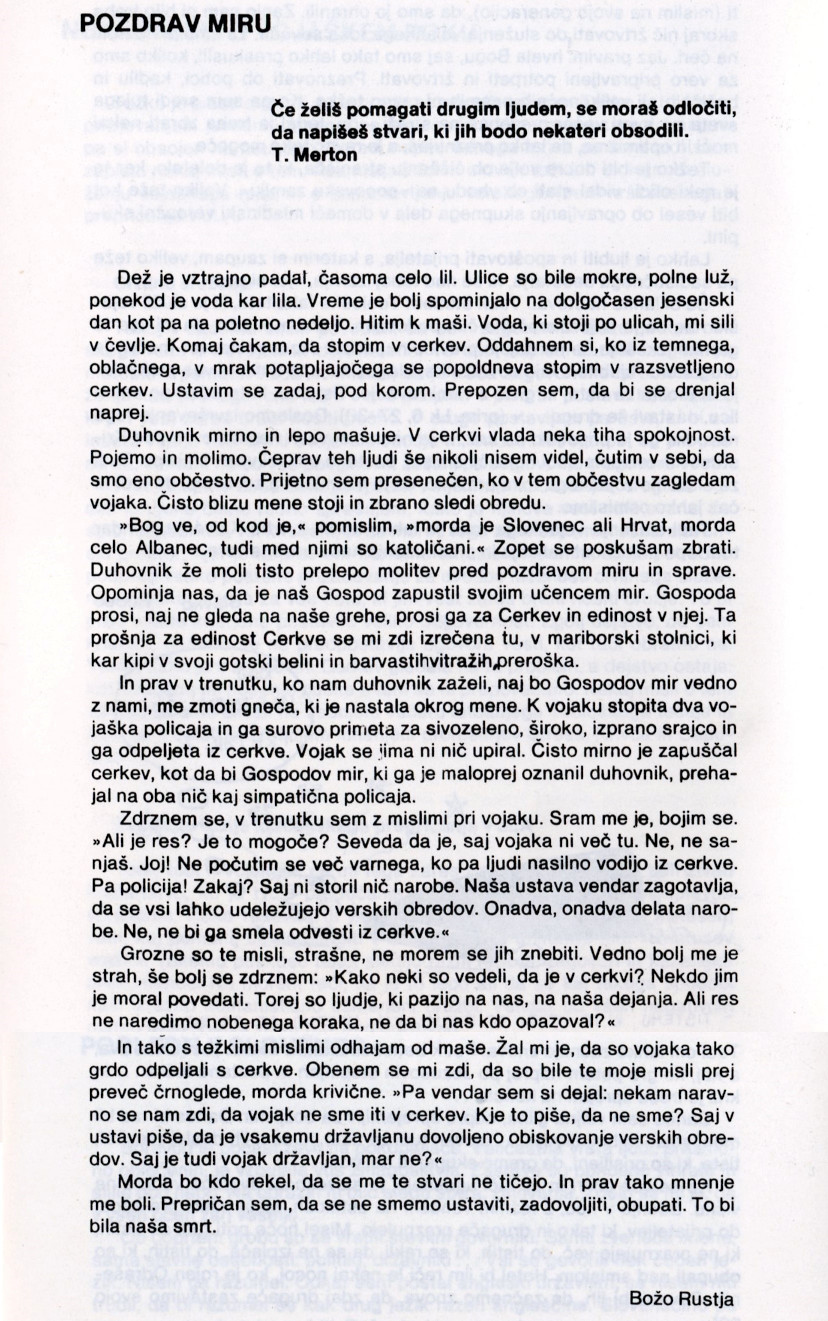 POZDRAV MIRU
Če želiš pomagati drugim ljudem, se moraš odločiti,
da napišeš stvari, ki jih bodo nekateri obsodili.
T. Merton
Dež je vztrajno padal, časoma celo lil. Ulice so bile mokre, polne luž,
ponekod je voda kar lila. Vreme je bolj spominjalo na dolgočasen jesenski
dan kot pa na poletno nedeljo. Hitim k maši. Voda, ki stoji po ulicah, mi sili
v čevlje. Komaj čakam, da stopim v cerkev. Oddahnem si, ko iz temnega,
oblačnega, v mrak potapljajočega se popoldneva stopim v razsvetljeno
cerkev. Ustavim se zadaj, pod korom. Prepozen sem, da bi se drenjal
naprej.
Duhovnik mirno in lepo mašuje. V cerkvi vlada neka tiha spokojnost.
Pojemo in molimo. Čeprav teh ljudi še nikoli nisem videl, čutim v sebi, da
smo eno občestvo. Prijetno sem presenečen, ko v tem občestvu zagledam
vojaka. Čisto blizu mene stoji in zbrano sledi obredu.
»Bog ve, od kod je,« pomislim, »morda je Slovenec ali Hrvat, morda
celo Albanec, tudi med njimi so katoličani.« Zopet se poskušam zbrati.
Duhovnik že moli tisto prelepo molitev pred pozdravom miru in sprave.
Opominja nas, da je naš Gospod zapustil svojim učencem mir. Gospoda
prosi, naj ne gleda na naše grehe, prosi ga za Cerkev in edinost v njej. Ta
prošnja za edinost Cerkve se mi zdi izrečena tu, v mariborski stolnici, ki
kar kipi v svoji gotski belini in barvastihvitražih,preroška.
In prav v trenutku, ko nam duhovnik zaželi, naj bo Gospodov mir vedno
z nami, me zmoti gneča, ki je nastala okrog mene. K vojaku stopita dva vo-
jaška policaja in ga surovo primeta za sivozeleno, široko, izprano srajco in
ga odpeljeta iz cerkve. Vojak se jima ni nič upiral. Čisto mirno je zapuščal
cerkev, kot da bi Gospodov mir, ki ga je maloprej oznanil duhovnik, preha-
jal na oba nič kaj simpatična policaja.
Zdrznem se, v trenutku sem z mislimi pri vojaku. Sram me je, bojim se.
»Ali je res? Je to mogoče? Seveda da je, saj vojaka ni več tu. Ne, ne sa-
njaš. Joj! Ne počutim se več varnega, ko pa ljudi nasilno vodijo iz cerkve.
Pa policija! Zakaj? Saj ni storil nič narobe. Naša ustava vendar zagotavlja,
da se vsi lahko udeležujejo verskih obredov. Onadva, onadva delata naro-
be. Ne, ne bi ga smela odvesti iz cerkve.«
Grozne so te misli, strašne, ne morem se jih znebiti. Vedno bolj me je
strah, še bolj se zdrznem: »Kako neki so vedeli, da je v cerkvi? Nekdo jim
je moral povedati. Torej so ljudje, ki pazijo na nas, na naša dejanja. Ali res
ne naredimo nobenega koraka, ne da bi nas kdo opazoval?«
In tako s težkimi mislimi odhajam od maše. Žal mi je, da so vojaka tako
grdo odpeljali s cerkve. Obenem se mi zdi, da so bile te moje misli prej
preveč črnoglede, morda krivične. »Pa vendar sem si dejal: nekam narav-
no se nam zdi, da vojak ne sme iti v cerkev. Kje to piše, da ne sme? Saj v
ustavi piše, da je vsakemu državljanu dovoljeno obiskovanje verskih obre-
dov. Saj je tudi vojak državljan, mar ne?«
Morda bo kdo rekel, da se me te stvari ne tičejo. In prav tako mnenje
me boli. Prepričan sem, da se ne smemo ustaviti, zadovoljiti, obupati. To bi
bila naša smrt.
Božo Rustja